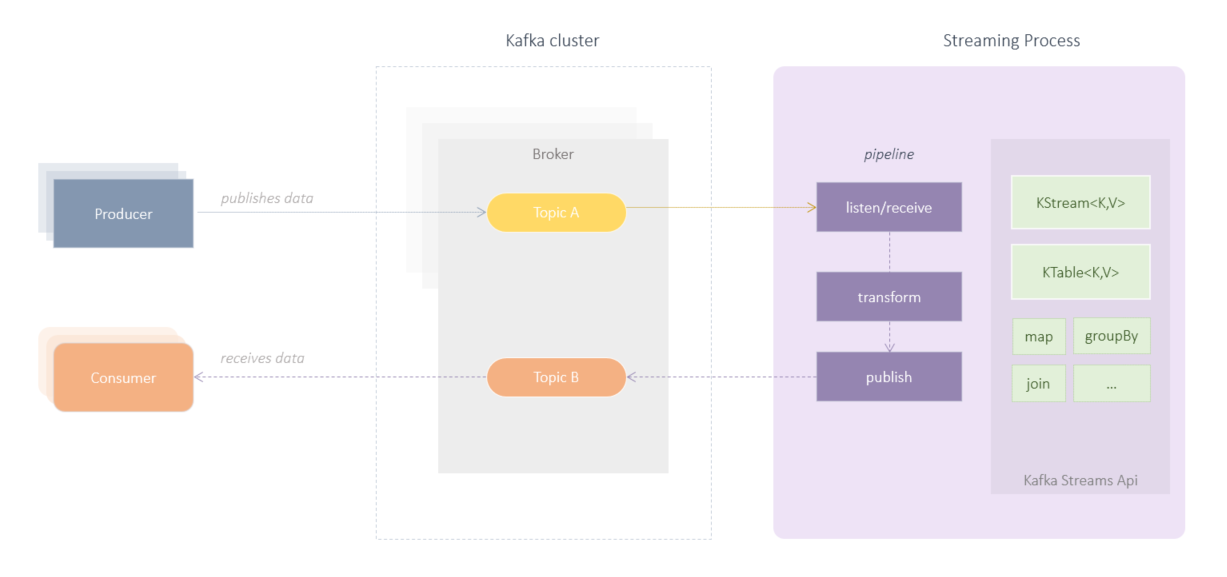 Kafka cluster
Streaming Process
Broker
pipeline
Producer
publishes data
Topic A
listen/receive
KStream<K,V>
transform
KTable<K,V>
map
groupBy
Consumer
receives data
Topic B
publish
join
...
Kafka Streams Api